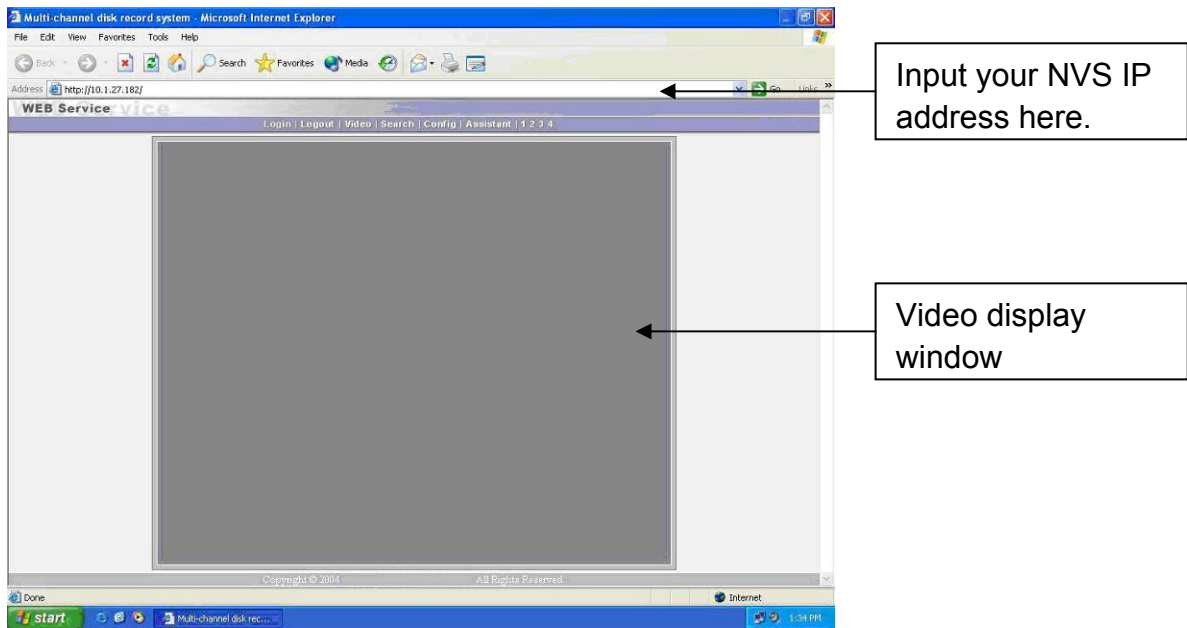 Multi-channel disk record system - Microsoft Internet Explorer
File Edit View Favorites Tools Help
Back Search Favorites Media
Address http://10.1.27.182/ Go Links »
WEB Service
Login | Logout | Video | Search | Config | Assistant | 1 2 3 4
Input your NVS IP
address here.
Video display
window
Copyright © 2004 All Rights Reserved
Done Internet
start Multi-channel disk rec... 1:34 PM